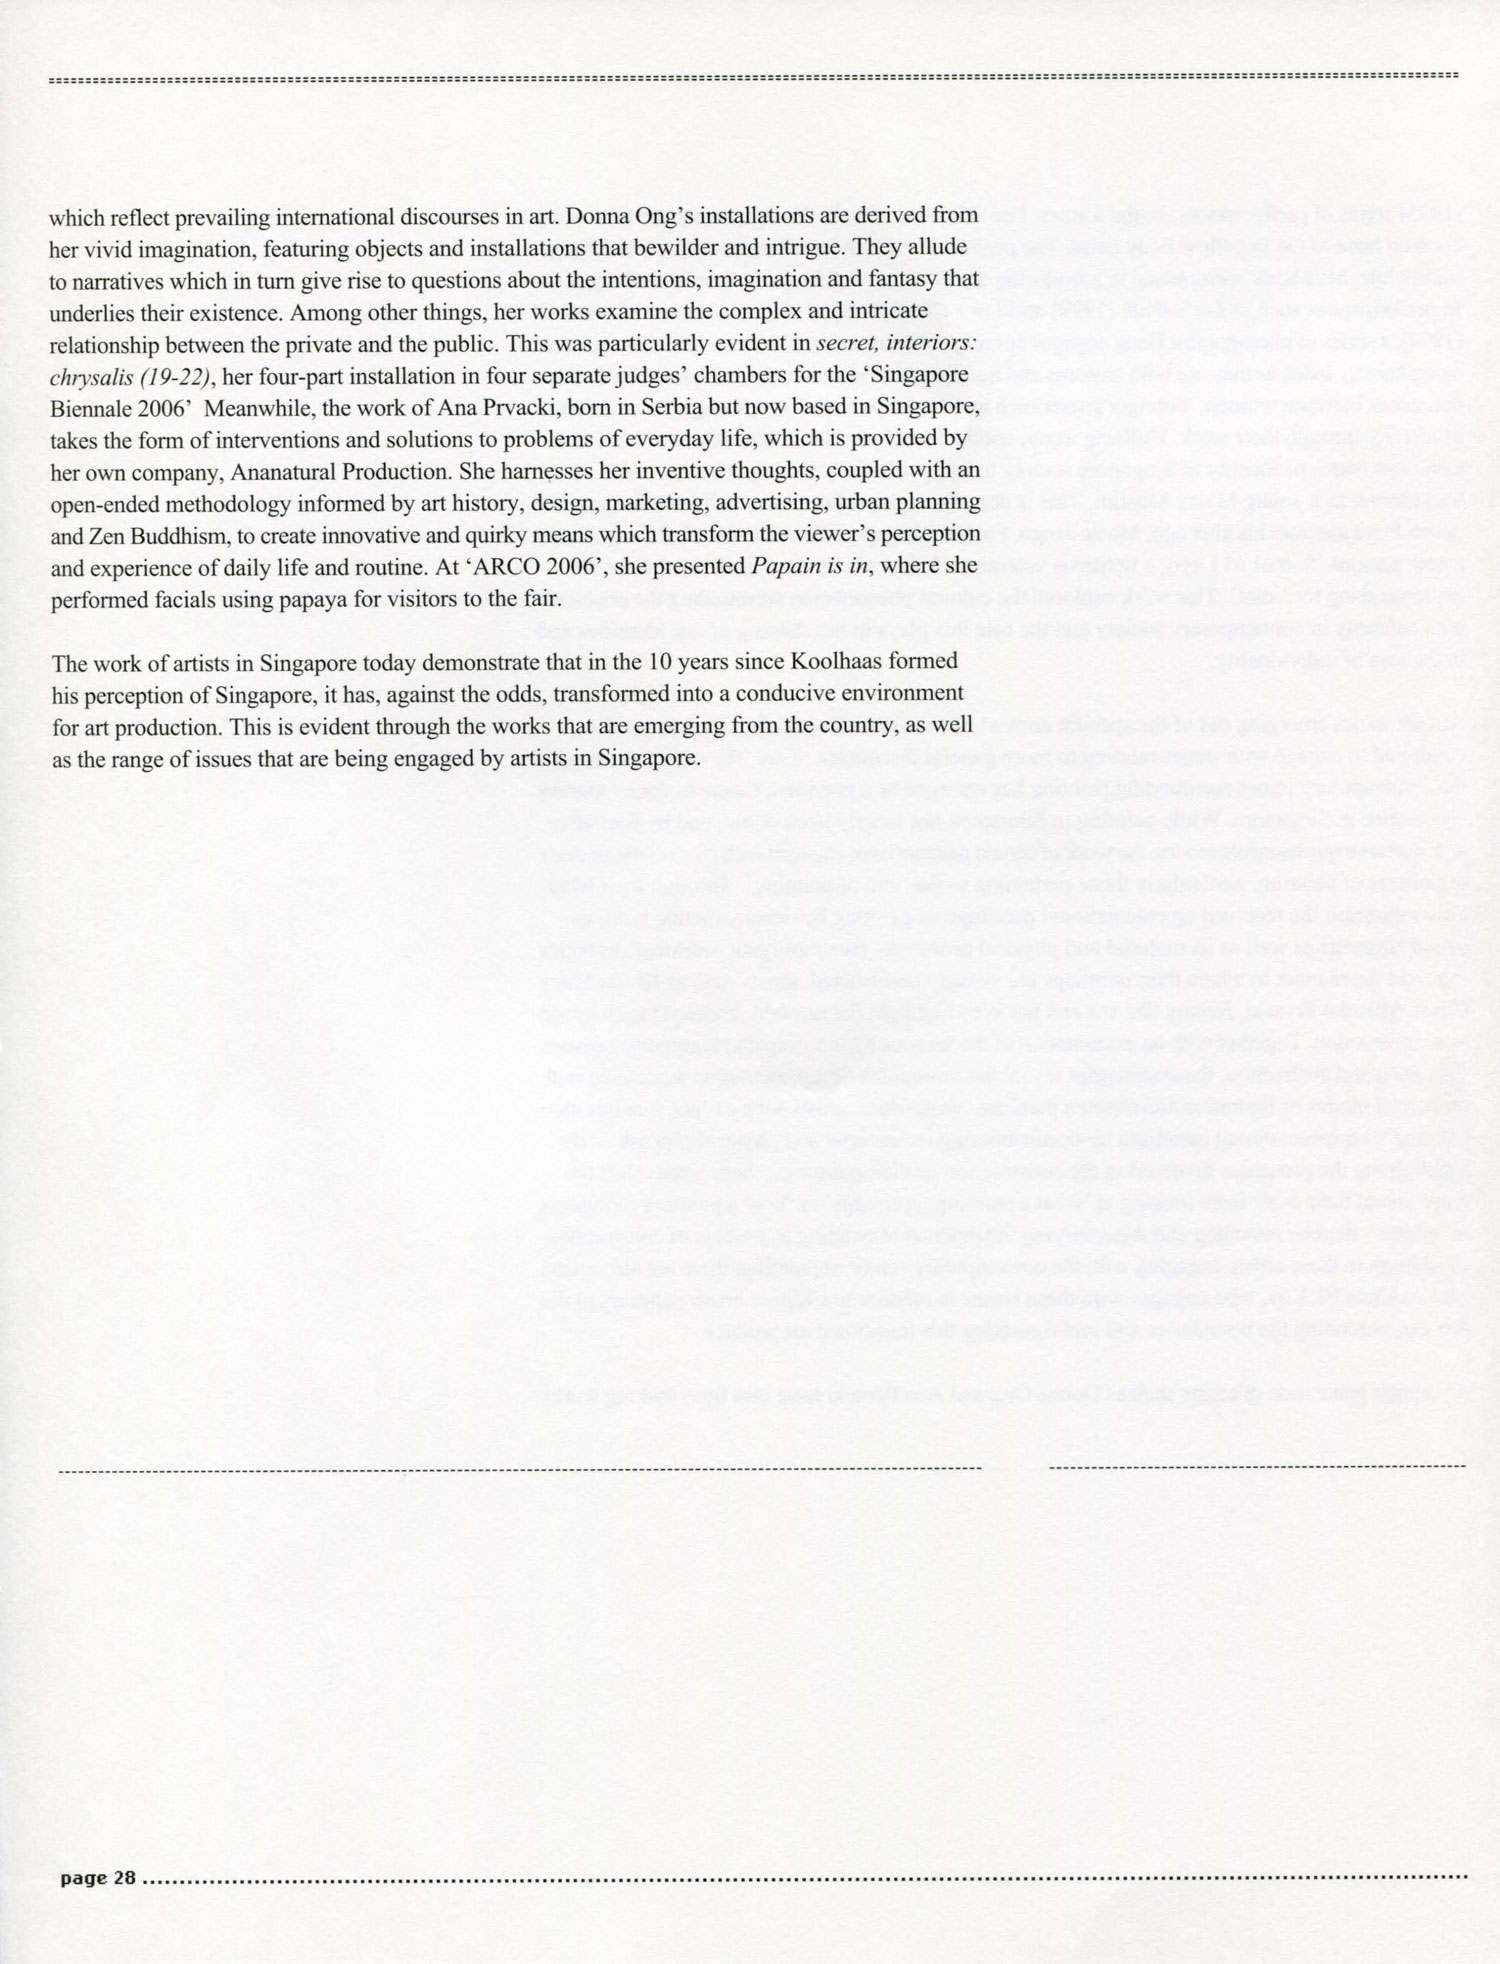 which reflect prevailing international discourses in art. Donna Ong's installations are derived from
her vivid imagination, featuring objects and installations that bewilder and intrigue. They allude
to narratives which in turn give rise to questions about the intentions, imagination and fantasy that
underlies their existence. Among other things, her works examine the complex and intricate
relationship between the private and the public. This was particularly evident in secret, interiors:
chrysalis (19-22), her four-part installation in four separate judges' chambers for the ‘Singapore
Biennale 2006’ Meanwhile, the work of Ana Prvacki, born in Serbia but now based in Singapore,
takes the form of interventions and solutions to problems of everyday life, which is provided by
her own company, Ananatural Production. She harnesses her inventive thoughts, coupled with an
open-ended methodology informed by art history, design, marketing, advertising, urban planning
and Zen Buddhism, to create innovative and quirky means which transform the viewer's perception
and experience of daily life and routine. At ‘ARCO 2006’, she presented Papain is in, where she
performed facials using papaya for visitors to the fair.
The work of artists in Singapore today demonstrate that in the 10 years since Koolhaas formed
his perception of Singapore, it has, against the odds, transformed into a conducive environment
for art production. This is evident through the works that are emerging from the country, as well
as the range of issues that are being engaged by artists in Singapore.
page 28